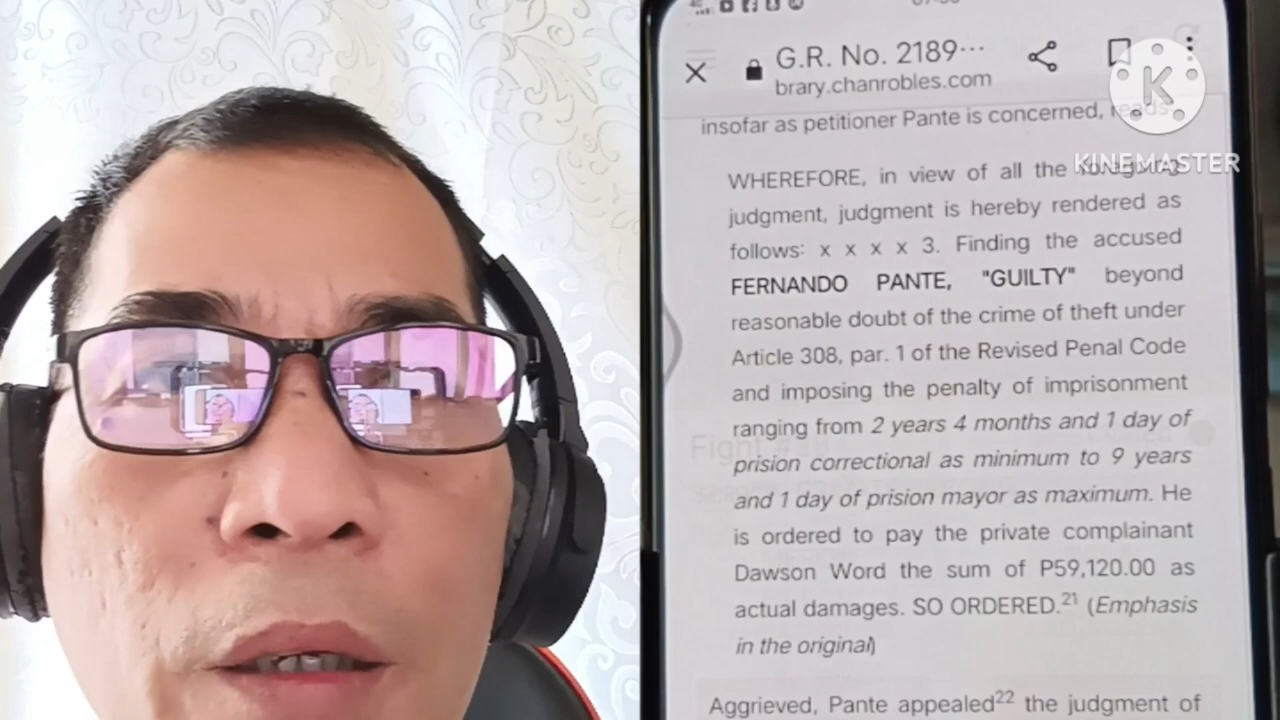 G.R. No. 2189...
brary.chanrobles.com
insofar as petitioner Pante is concerned, reads
WHEREFORE, in view of all the
judgment, judgment is hereby rendered as
follows: x x x x 3. Finding the accused
FERNANDO PANTE, "GUILTY" beyond
reasonable doubt of the crime of theft under
Article 308, par. 1 of the Revised Penal Code
and imposing the penalty of imprisonment
ranging from 2 years 4 months and 1 day of
prision correctional as minimum to 9 years
and 1 day of prision mayor as maximum. He
is ordered to pay the private complainant
Dawson Word the sum of P59,120.00 as
actual damages. SO ORDERED.21 (Emphasis
in the original)
Aggrieved, Pante appealed22 the judgment of
K
KINEMASTER